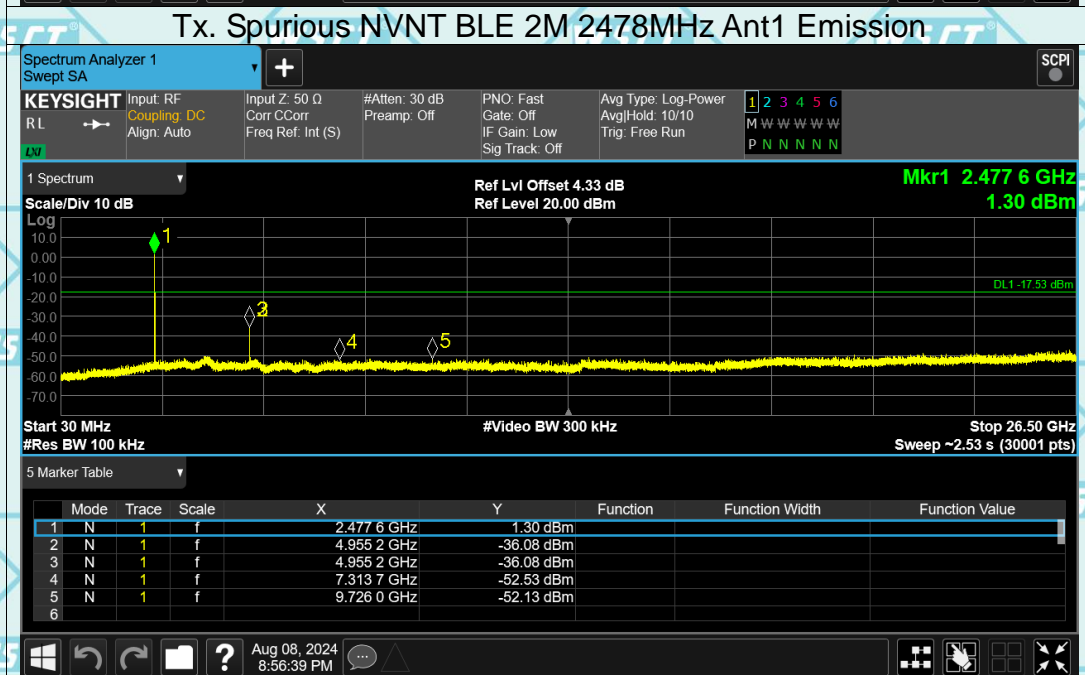 Tx. Spurious NVNT BLE 2M 2478MHz Ant1 Emission
Spectrum Analyzer 1
Swept SA
+
SCPI
KEYSIGHT Input: RF Input Z: 50 Ω #Atten: 30 dB PNO: Fast Avg Type: Log-Power 1 2 3 4 5 6
R L Coupling: DC Corr CCorr Preamp: Off Gate: Off Avg|Hold: 10/10 M W W W W W
Align: Auto Freq Ref: Int (S) IF Gain: Low Trig: Free Run P N N N N N
LXI Sig Track: Off
1 Spectrum Ref Lvl Offset 4.33 dB Mkr1 2.477 6 GHz
Scale/Div 10 dB Ref Level 20.00 dBm 1.30 dBm
Log
10.0
0.00
-10.0
-20.0
-30.0
-40.0
-50.0
-60.0
-70.0
1
3
4
5
DL1 -17.53 dBm
Start 30 MHz #Video BW 300 kHz Stop 26.50 GHz
#Res BW 100 kHz Sweep ~2.53 s (30001 pts)
5 Marker Table
Mode Trace Scale X Y Function Function Width Function Value
1 N 1 f 2.477 6 GHz 1.30 dBm
2 N 1 f 4.955 2 GHz -36.08 dBm
3 N 1 f 4.955 2 GHz -36.08 dBm
4 N 1 f 7.313 7 GHz -52.53 dBm
5 N 1 f 9.726 0 GHz -52.13 dBm
6
? Aug 08, 2024
8:56:39 PM